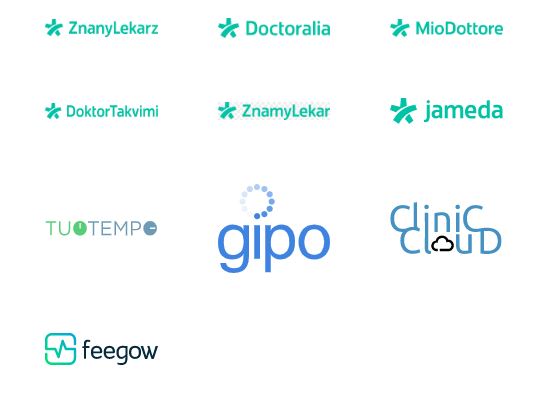 ZnanyLekarz
Doctoralia
MioDottore
DoktorTakvimi
ZnamyLekar
jameda
TUOTEMPO
gipo
CliniC
ClouD
feegow